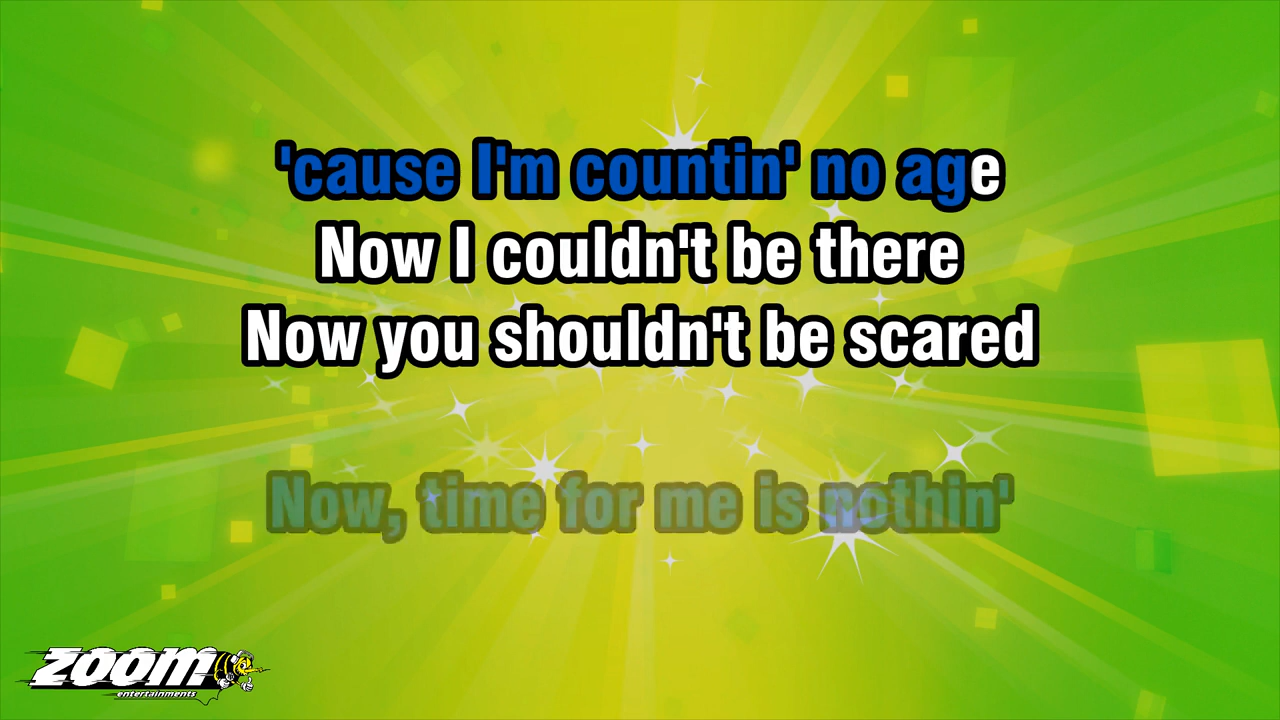 'cause I'm countin' no age
Now I couldn't be there
Now you shouldn't be scared
Now, time for me is nothin'
zoom
entertainments